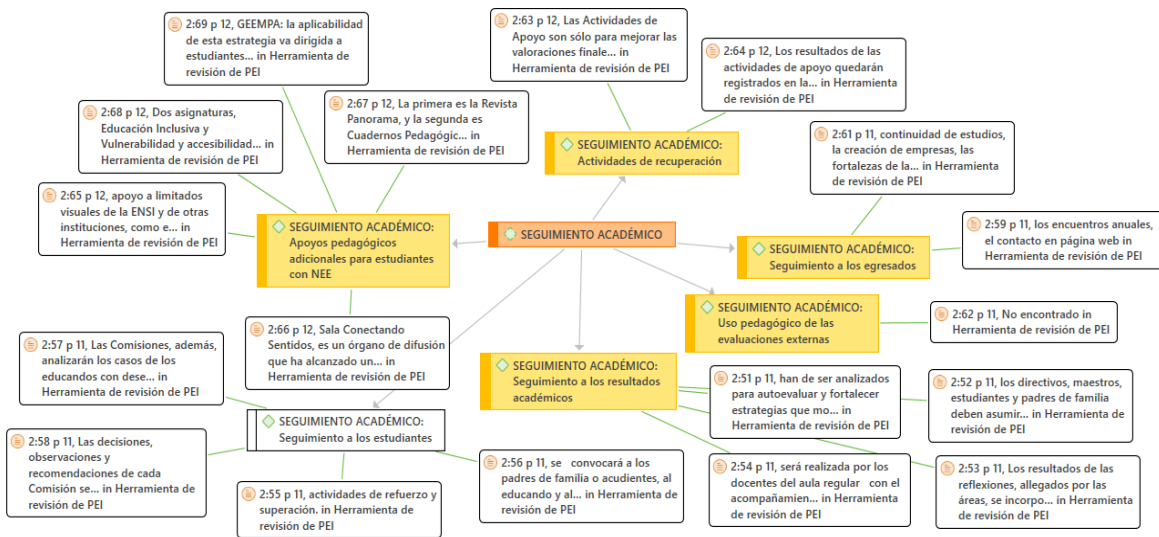 2:69 p 12, GEEMPA: la aplicabilidad
de esta estrategia va dirigida a
estudiantes... in Herramienta de
revisión de PEI
2:63 p 12, Las Actividades de
Apoyo son sólo para mejorar las
valoraciones finale... in
Herramienta de revisión de PEI
2:64 p 12, Los resultados de las
actividades de apoyo quedarán
registrados en la... in Herramienta
de revisión de PEI
2:68 p 12, Dos asignaturas,
Educación Inclusiva y
Vulnerabilidad y accesibilidad... in
Herramienta de revisión de PEI
2:67 p 12, La primera es la Revista
Panorama, y la segunda es
Cuadernos Pedagógic... in
Herramienta de revisión de PEI
SEGUIMIENTO ACADÉMICO:
Actividades de recuperación
2:61 p 11, continuidad de estudios,
la creación de empresas, las
fortalezas de la... in Herramienta
de revisión de PEI
2:65 p 12, apoyo a limitados
visuales de la ENSI y de otras
instituciones, como e... in
Herramienta de revisión de PEI
SEGUIMIENTO ACADÉMICO:
Apoyos pedagógicos
adicionales para estudiantes
con NEE
SEGUIMIENTO ACADÉMICO
SEGUIMIENTO ACADÉMICO:
Seguimiento a los egresados
2:59 p 11, los encuentros anuales,
el contacto en página web in
Herramienta de revisión de PEI
SEGUIMIENTO ACADÉMICO:
Uso pedagógico de las
evaluaciones externas
2:62 p 11, No encontrado in
Herramienta de revisión de PEI
2:57 p 11, Las Comisiones, además,
analizarán los casos de los
educandos con dese... in
Herramienta de revisión de PEI
2:66 p 12, Sala Conectando
Sentidos, es un órgano de difusión
que ha alcanzado un... in
Herramienta de revisión de PEI
SEGUIMIENTO ACADÉMICO:
Seguimiento a los resultados
académicos
2:51 p 11, han de ser analizados
para autoevaluar y fortalecer
estrategias que mo... in
Herramienta de revisión de PEI
2:52 p 11, los directivos, maestros,
estudiantes y padres de familia
deben asumir... in Herramienta de
revisión de PEI
SEGUIMIENTO ACADÉMICO:
Seguimiento a los estudiantes
2:58 p 11, Las decisiones,
observaciones y
recomendaciones de cada
Comisión se... in Herramienta de
revisión de PEI
2:55 p 11, actividades de refuerzo y
superación. in Herramienta de
revisión de PEI
2:56 p 11, se convocará a los
padres de familia o acudientes, al
educando y al... in Herramienta de
revisión de PEI
2:54 p 11, será realizada por los
docentes del aula regular con el
acompañamien... in Herramienta
de revisión de PEI
2:53 p 11, Los resultados de las
reflexiones, allegados por las
áreas, se incorpo... in Herramienta
de revisión de PEI